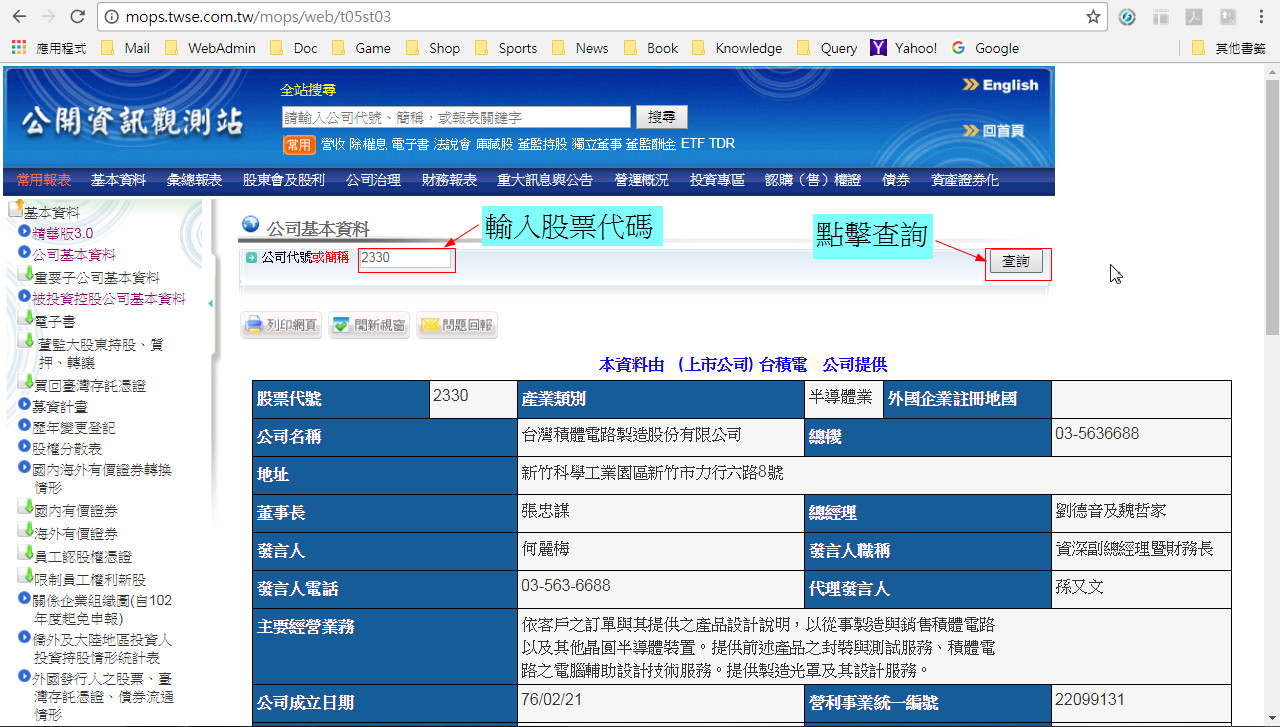 mops.twse.com.tw/mops/web/t05st03
應用程式 Mail WebAdmin Doc Game Shop Sports News Book Knowledge Query Yahoo! Google 其他書籤
公開資訊觀測站
全站搜尋
請輸入公司代號、簡稱，或報表關鍵字 搜尋
常用 營收 除權息 電子書 法說會 庫藏股 董監持股 獨立董事 董監酬金 ETF TDR
English
回首頁
常用報表 基本資料 彙總報表 股東會及股利 公司治理 財務報表 重大訊息與公告 營運概況 投資專區 認購（售）權證 債券 資產證券化
基本資料
精華版3.0
公司基本資料
重要子公司基本資料
被投資控股公司基本資料
電子書
董監大股東持股、質
押、轉讓
買回臺灣存託憑證
募資計畫
歷年變更登記
股權分散表
國內海外有價證券轉換
情形
國內有價證券
海外有價證券
員工認股權憑證
限制員工權利新股
關係企業組織圖(自102
年度起免申報)
僑外及大陸地區投資人
投資持股情形統計表
外國發行人之股票、臺
灣存託憑證、債券流通
情形
公司基本資料
輸入股票代碼
點擊查詢
公司代號或簡稱 2330 查詢
列印網頁 開新視窗 問題回報
本資料由 (上市公司) 台積電 公司提供
股票代號 2330 產業類別 半導體業 外國企業註冊地國
公司名稱 台灣積體電路製造股份有限公司 總機 03-5636688
地址 新竹科學工業園區新竹市力行六路8號
董事長 張忠謀 總經理 劉德音及魏哲家
發言人 何麗梅 發言人職稱 資深副總經理暨財務長
發言人電話 03-563-6688 代理發言人 孫又文
主要經營業務 依客戶之訂單與其提供之產品設計說明，以從事製造與銷售積體電路
以及其他晶圓半導體裝置。提供前述產品之封裝與測試服務、積體電
路之電腦輔助設計技術服務。提供製造光罩及其設計服務。
公司成立日期 76/02/21 營利事業統一編號 22099131